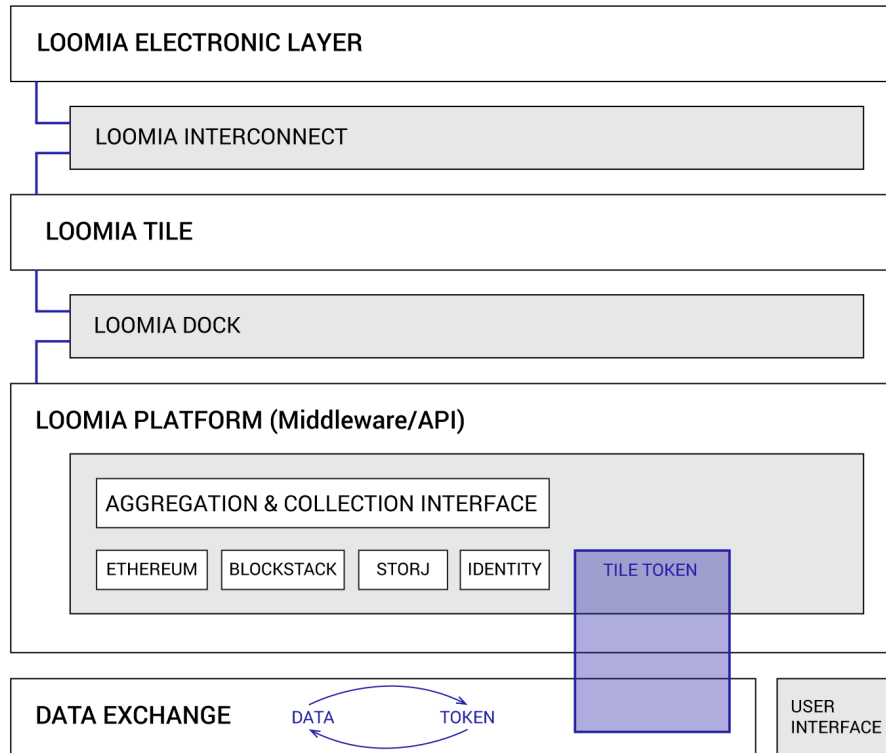 LOOMIA ELECTRONIC LAYER
LOOMIA INTERCONNECT
LOOMIA TILE
LOOMIA DOCK
LOOMIA PLATFORM (Middleware/API)
AGGREGATION & COLLECTION INTERFACE
ETHEREUM
BLOCKSTACK
STORJ
IDENTITY
TILE TOKEN
DATA EXCHANGE
DATA
TOKEN
USER
INTERFACE